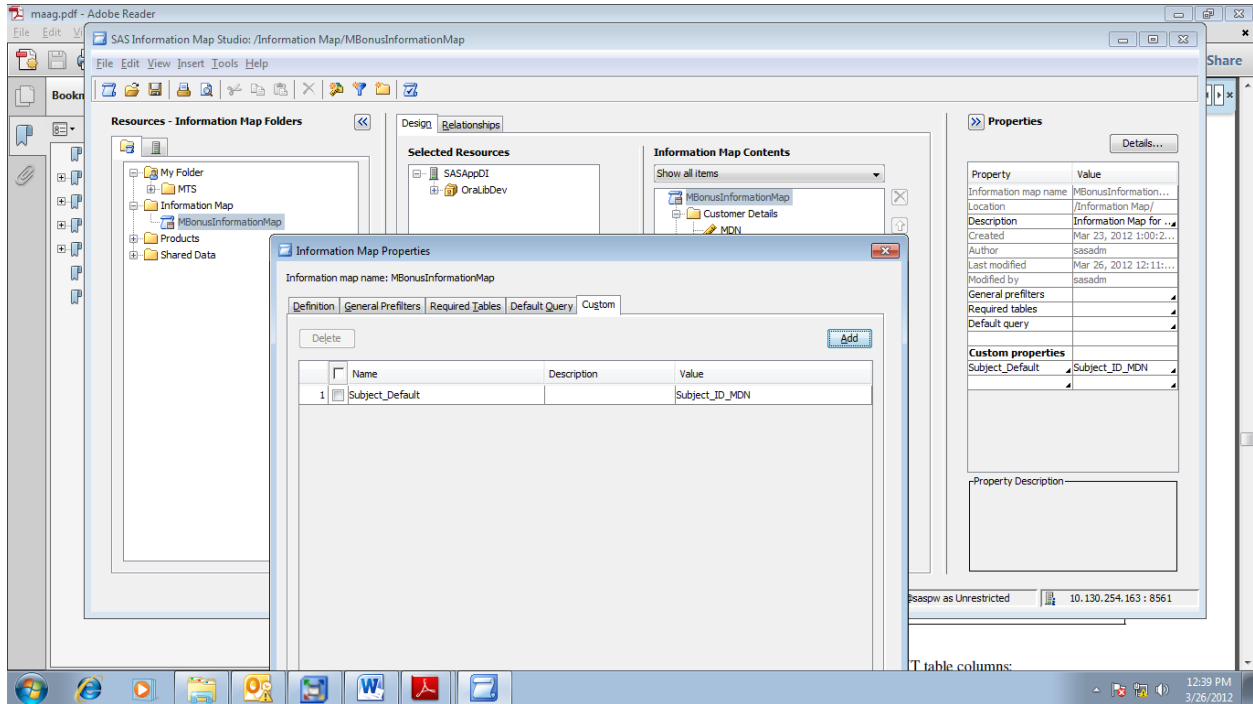 maag.pdf - Adobe Reader
File Edit Vi
SAS Information Map Studio: /Information Map/MBonusInformationMap
File Edit View Insert Tools Help
Share
Bookn
Resources - Information Map Folders
My Folder
MTS
Information Map
MBonusInformationMap
Products
Shared Data
Design Relationships
Selected Resources
SASAppDI
OraLibDev
Information Map Contents
Show all items
MBonusInformationMap
Customer Details
MDN
Properties
Details...
Property Value
Information map name MBonusInformation...
Location /Information Map/
Description Information Map for ...
Created Mar 23, 2012 1:00:2...
Author sasadm
Last modified Mar 26, 2012 12:11:...
Modified by sasadm
General prefilters
Required tables
Default query
Custom properties
Subject_Default Subject_ID_MDN
Property Description
Information Map Properties
Information map name: MBonusInformationMap
Definition General Prefilters Required Tables Default Query Custom
Delete Add
Name Description Value
1 Subject_Default Subject_ID_MDN
@saspw as Unrestricted 10.130.254.163 : 8561
T table columns:
12:39 PM
3/26/2012